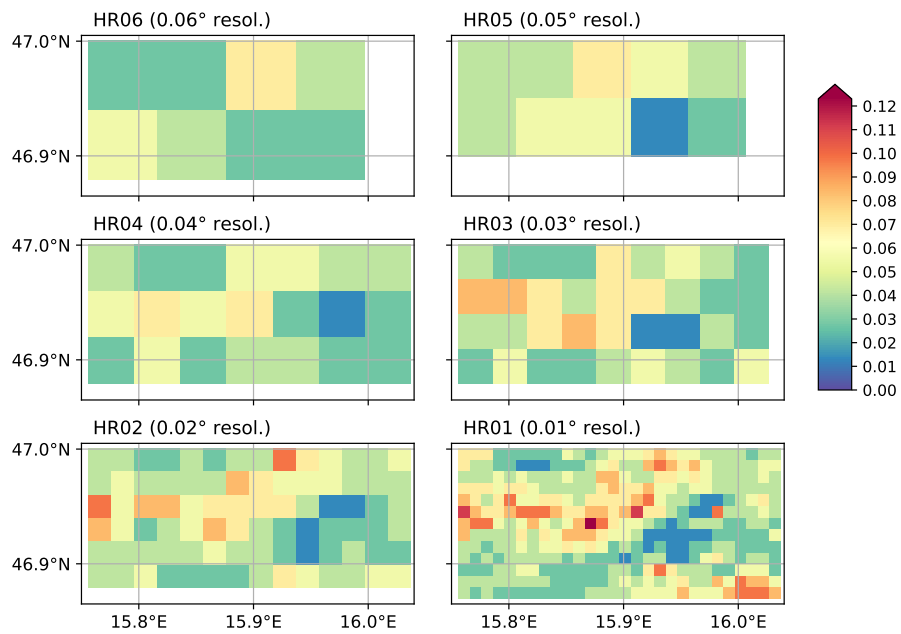 HR06 (0.06° resol.)
HR05 (0.05° resol.)
47.0°N
46.9°N
HR04 (0.04° resol.)
HR03 (0.03° resol.)
47.0°N
46.9°N
HR02 (0.02° resol.)
HR01 (0.01° resol.)
47.0°N
46.9°N
15.8°E 15.9°E 16.0°E
15.8°E 15.9°E 16.0°E
0.12
0.11
0.10
0.09
0.08
0.07
0.06
0.05
0.04
0.03
0.02
0.01
0.00